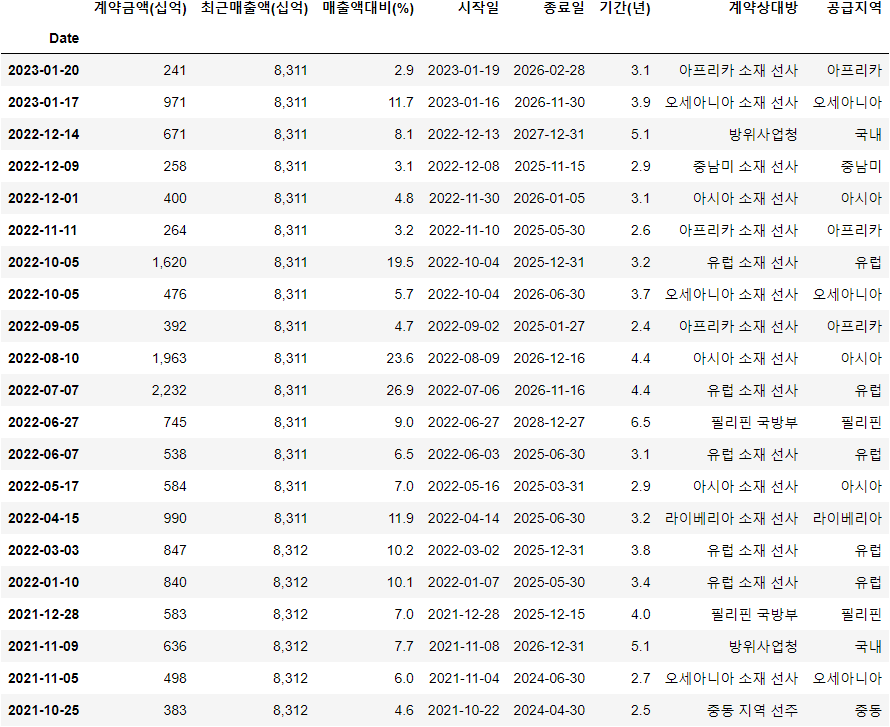 계약금액(십억) 최근매출액(십억) 매출액대비(%) 시작일 종료일 기간(년) 계약상대방 공급지역
Date
2023-01-20 241 8,311 2.9 2023-01-19 2026-02-28 3.1 아프리카 소재 선사 아프리카
2023-01-17 971 8,311 11.7 2023-01-16 2026-11-30 3.9 오세아니아 소재 선사 오세아니아
2022-12-14 671 8,311 8.1 2022-12-13 2027-12-31 5.1 방위사업청 국내
2022-12-09 258 8,311 3.1 2022-12-08 2025-11-15 2.9 중남미 소재 선사 중남미
2022-12-01 400 8,311 4.8 2022-11-30 2026-01-05 3.1 아시아 소재 선사 아시아
2022-11-11 264 8,311 3.2 2022-11-10 2025-05-30 2.6 아프리카 소재 선사 아프리카
2022-10-05 1,620 8,311 19.5 2022-10-04 2025-12-31 3.2 유럽 소재 선사 유럽
2022-10-05 476 8,311 5.7 2022-10-04 2026-06-30 3.7 오세아니아 소재 선사 오세아니아
2022-09-05 392 8,311 4.7 2022-09-02 2025-01-27 2.4 아프리카 소재 선사 아프리카
2022-08-10 1,963 8,311 23.6 2022-08-09 2026-12-16 4.4 아시아 소재 선사 아시아
2022-07-07 2,232 8,311 26.9 2022-07-06 2026-11-16 4.4 유럽 소재 선사 유럽
2022-06-27 745 8,311 9.0 2022-06-27 2028-12-27 6.5 필리핀 국방부 필리핀
2022-06-07 538 8,311 6.5 2022-06-03 2025-06-30 3.1 유럽 소재 선사 유럽
2022-05-17 584 8,311 7.0 2022-05-16 2025-03-31 2.9 아시아 소재 선사 아시아
2022-04-15 990 8,311 11.9 2022-04-14 2025-06-30 3.2 라이베리아 소재 선사 라이베리아
2022-03-03 847 8,312 10.2 2022-03-02 2025-12-31 3.8 유럽 소재 선사 유럽
2022-01-10 840 8,312 10.1 2022-01-07 2025-05-30 3.4 유럽 소재 선사 유럽
2021-12-28 583 8,312 7.0 2021-12-28 2025-12-15 4.0 필리핀 국방부 필리핀
2021-11-09 636 8,312 7.7 2021-11-08 2026-12-31 5.1 방위사업청 국내
2021-11-05 498 8,312 6.0 2021-11-04 2024-06-30 2.7 오세아니아 소재 선사 오세아니아
2021-10-25 383 8,312 4.6 2021-10-22 2024-04-30 2.5 중동 지역 선주 중동